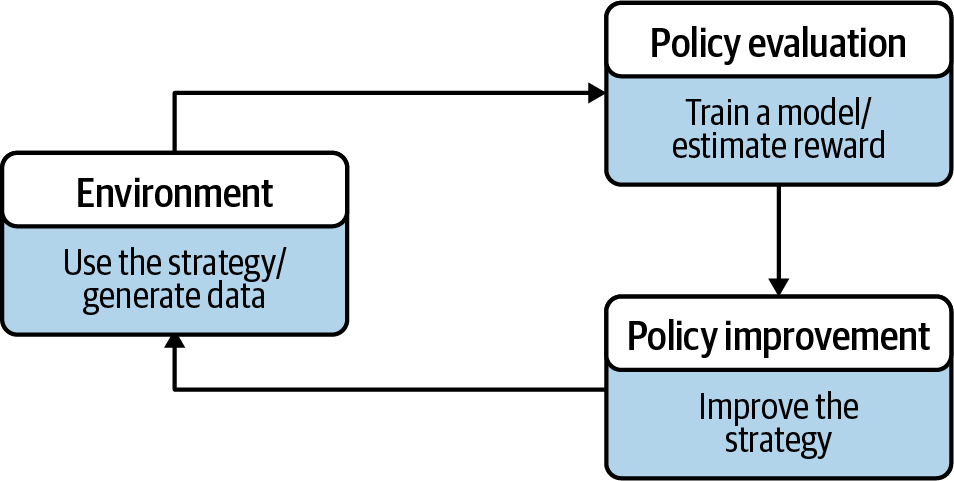 Policy evaluation
Train a model/
estimate reward
Environment
Use the strategy/
generate data
Policy improvement
Improve the
strategy